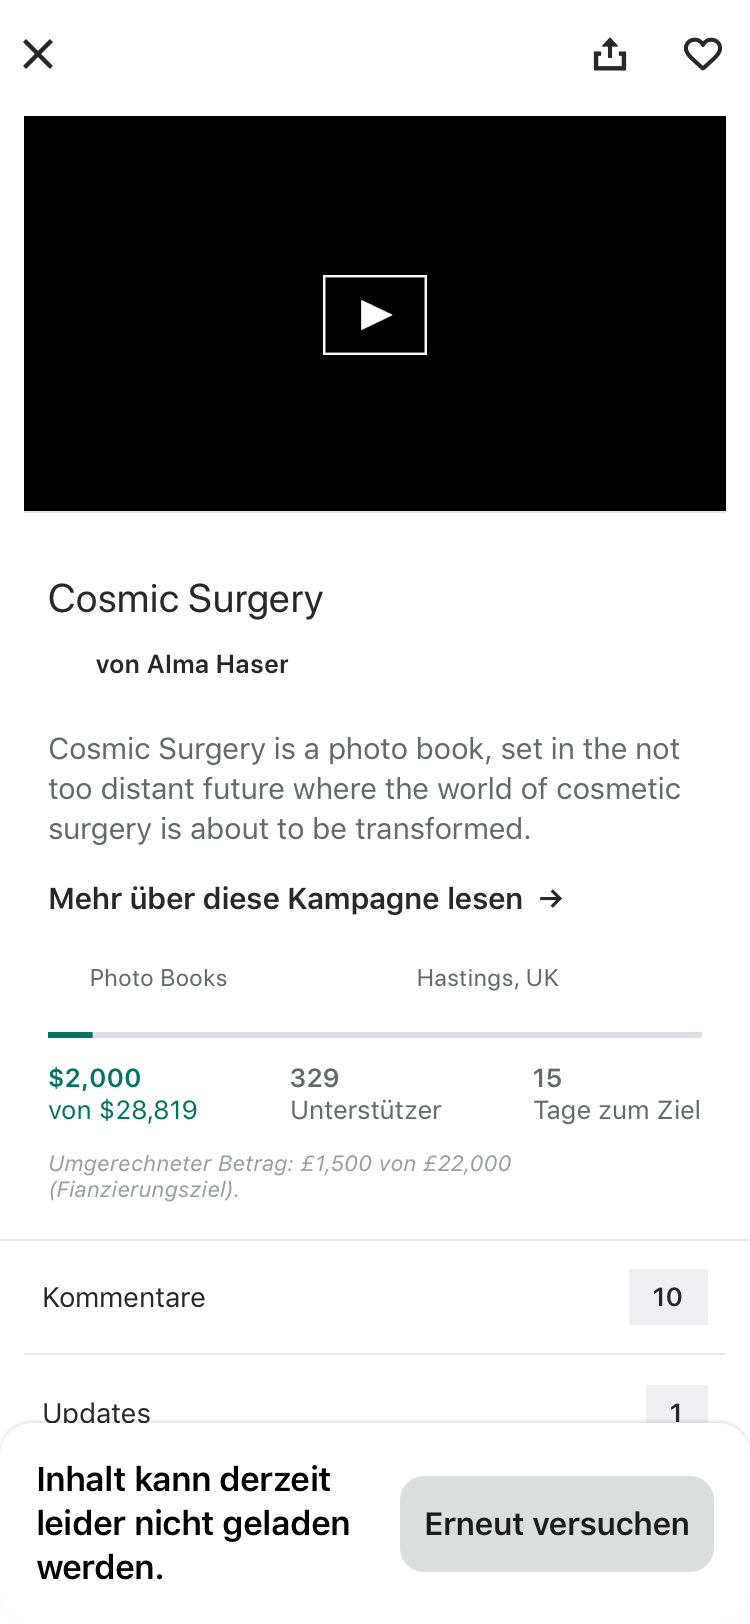 Cosmic Surgery
von Alma Haser
Cosmic Surgery is a photo book, set in the not
too distant future where the world of cosmetic
surgery is about to be transformed.
Mehr über diese Kampagne lesen →
Photo Books
Hastings, UK
$2,000
von $28,819
329
Unterstützer
15
Tage zum Ziel
Umgerechneter Betrag: £1,500 von £22,000
(Fianzierungsziel).
Kommentare
10
Updates
1
Inhalt kann derzeit
leider nicht geladen
werden.
Erneut versuchen